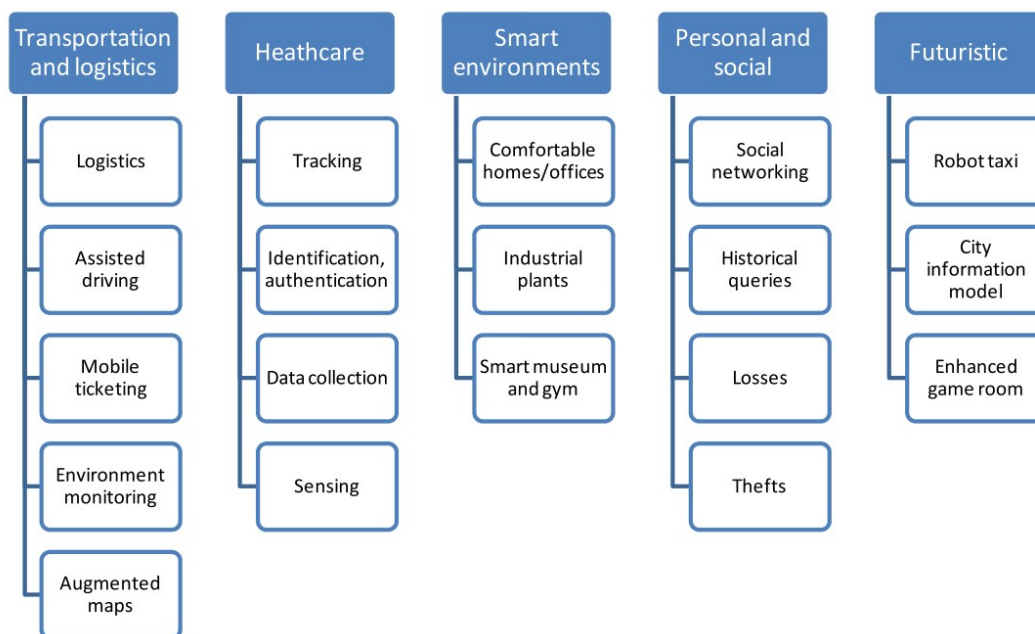 Transportation
and logistics
Logistics
Assisted
driving
Mobile
ticketing
Environment
monitoring
Augmented
maps
Heathcare
Tracking
Identification,
authentication
Data collection
Sensing
Smart
environments
Comfortable
homes/offices
Industrial
plants
Smart museum
and gym
Personal and
social
Social
networking
Historical
queries
Losses
Thefts
Futuristic
Robot taxi
City
information
model
Enhanced
game room